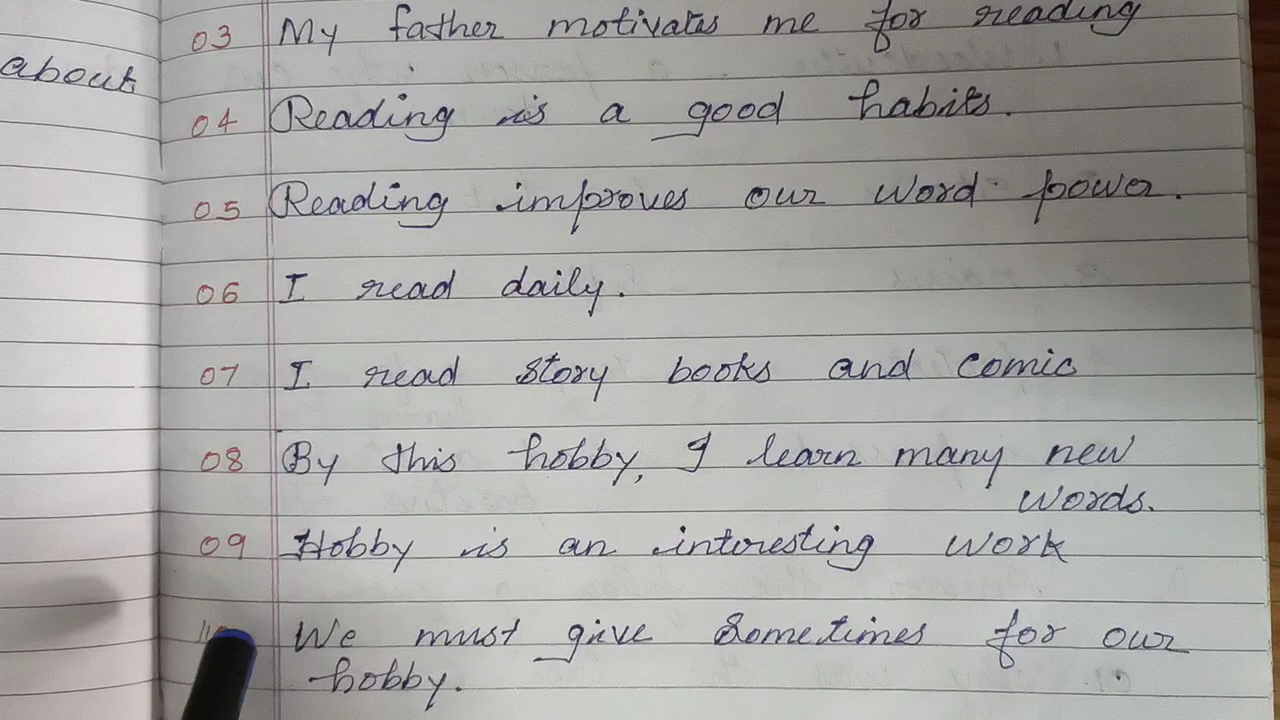 about
03 My father motivates me for reading
04 Reading is a good habits.
05 Reading improves our word power.
06 I read daily.
07 I read story books and comic
08 By this hobby, I learn many new
words.
09 Hobby is an interesting work
We must give sometimes for our
hobby.